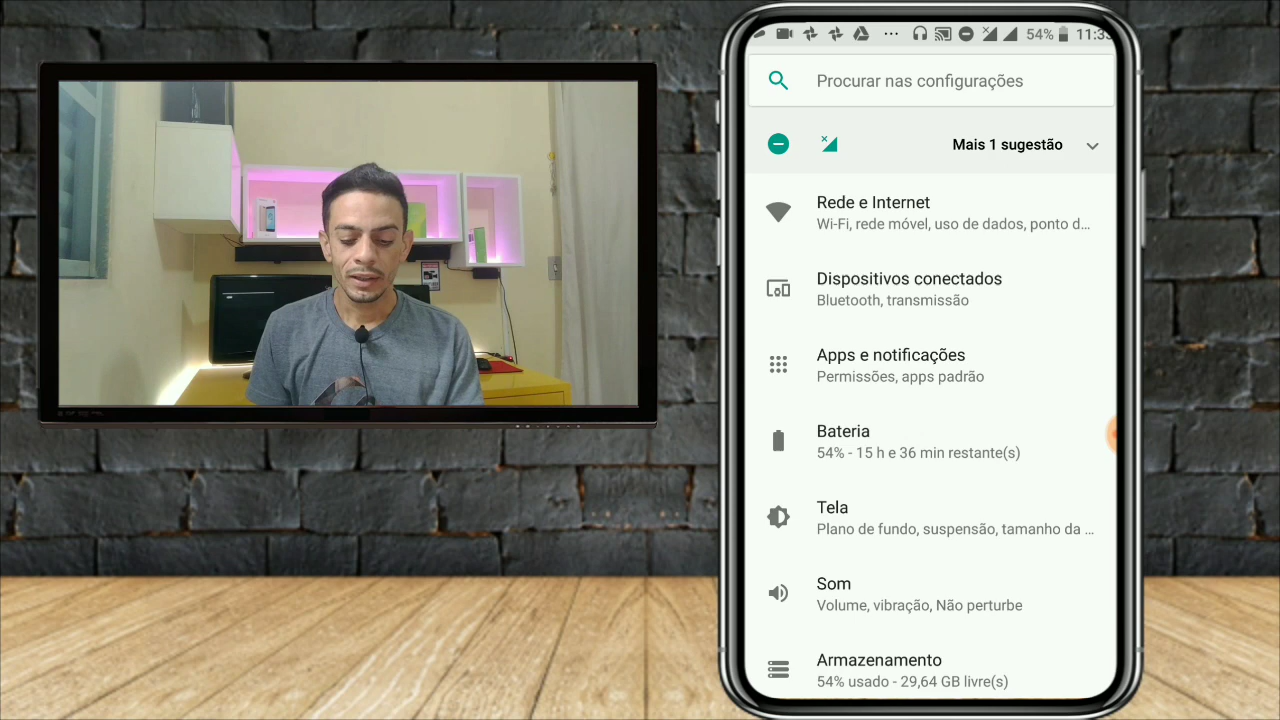 54% 11:33
Procurar nas configurações
Mais 1 sugestão
Rede e Internet
Wi-Fi, rede móvel, uso de dados, ponto d...
Dispositivos conectados
Bluetooth, transmissão
Apps e notificações
Permissões, apps padrão
Bateria
54% - 15 h e 36 min restante(s)
Tela
Plano de fundo, suspensão, tamanho da ...
Som
Volume, vibração, Não perturbe
Armazenamento
54% usado - 29,64 GB livre(s)